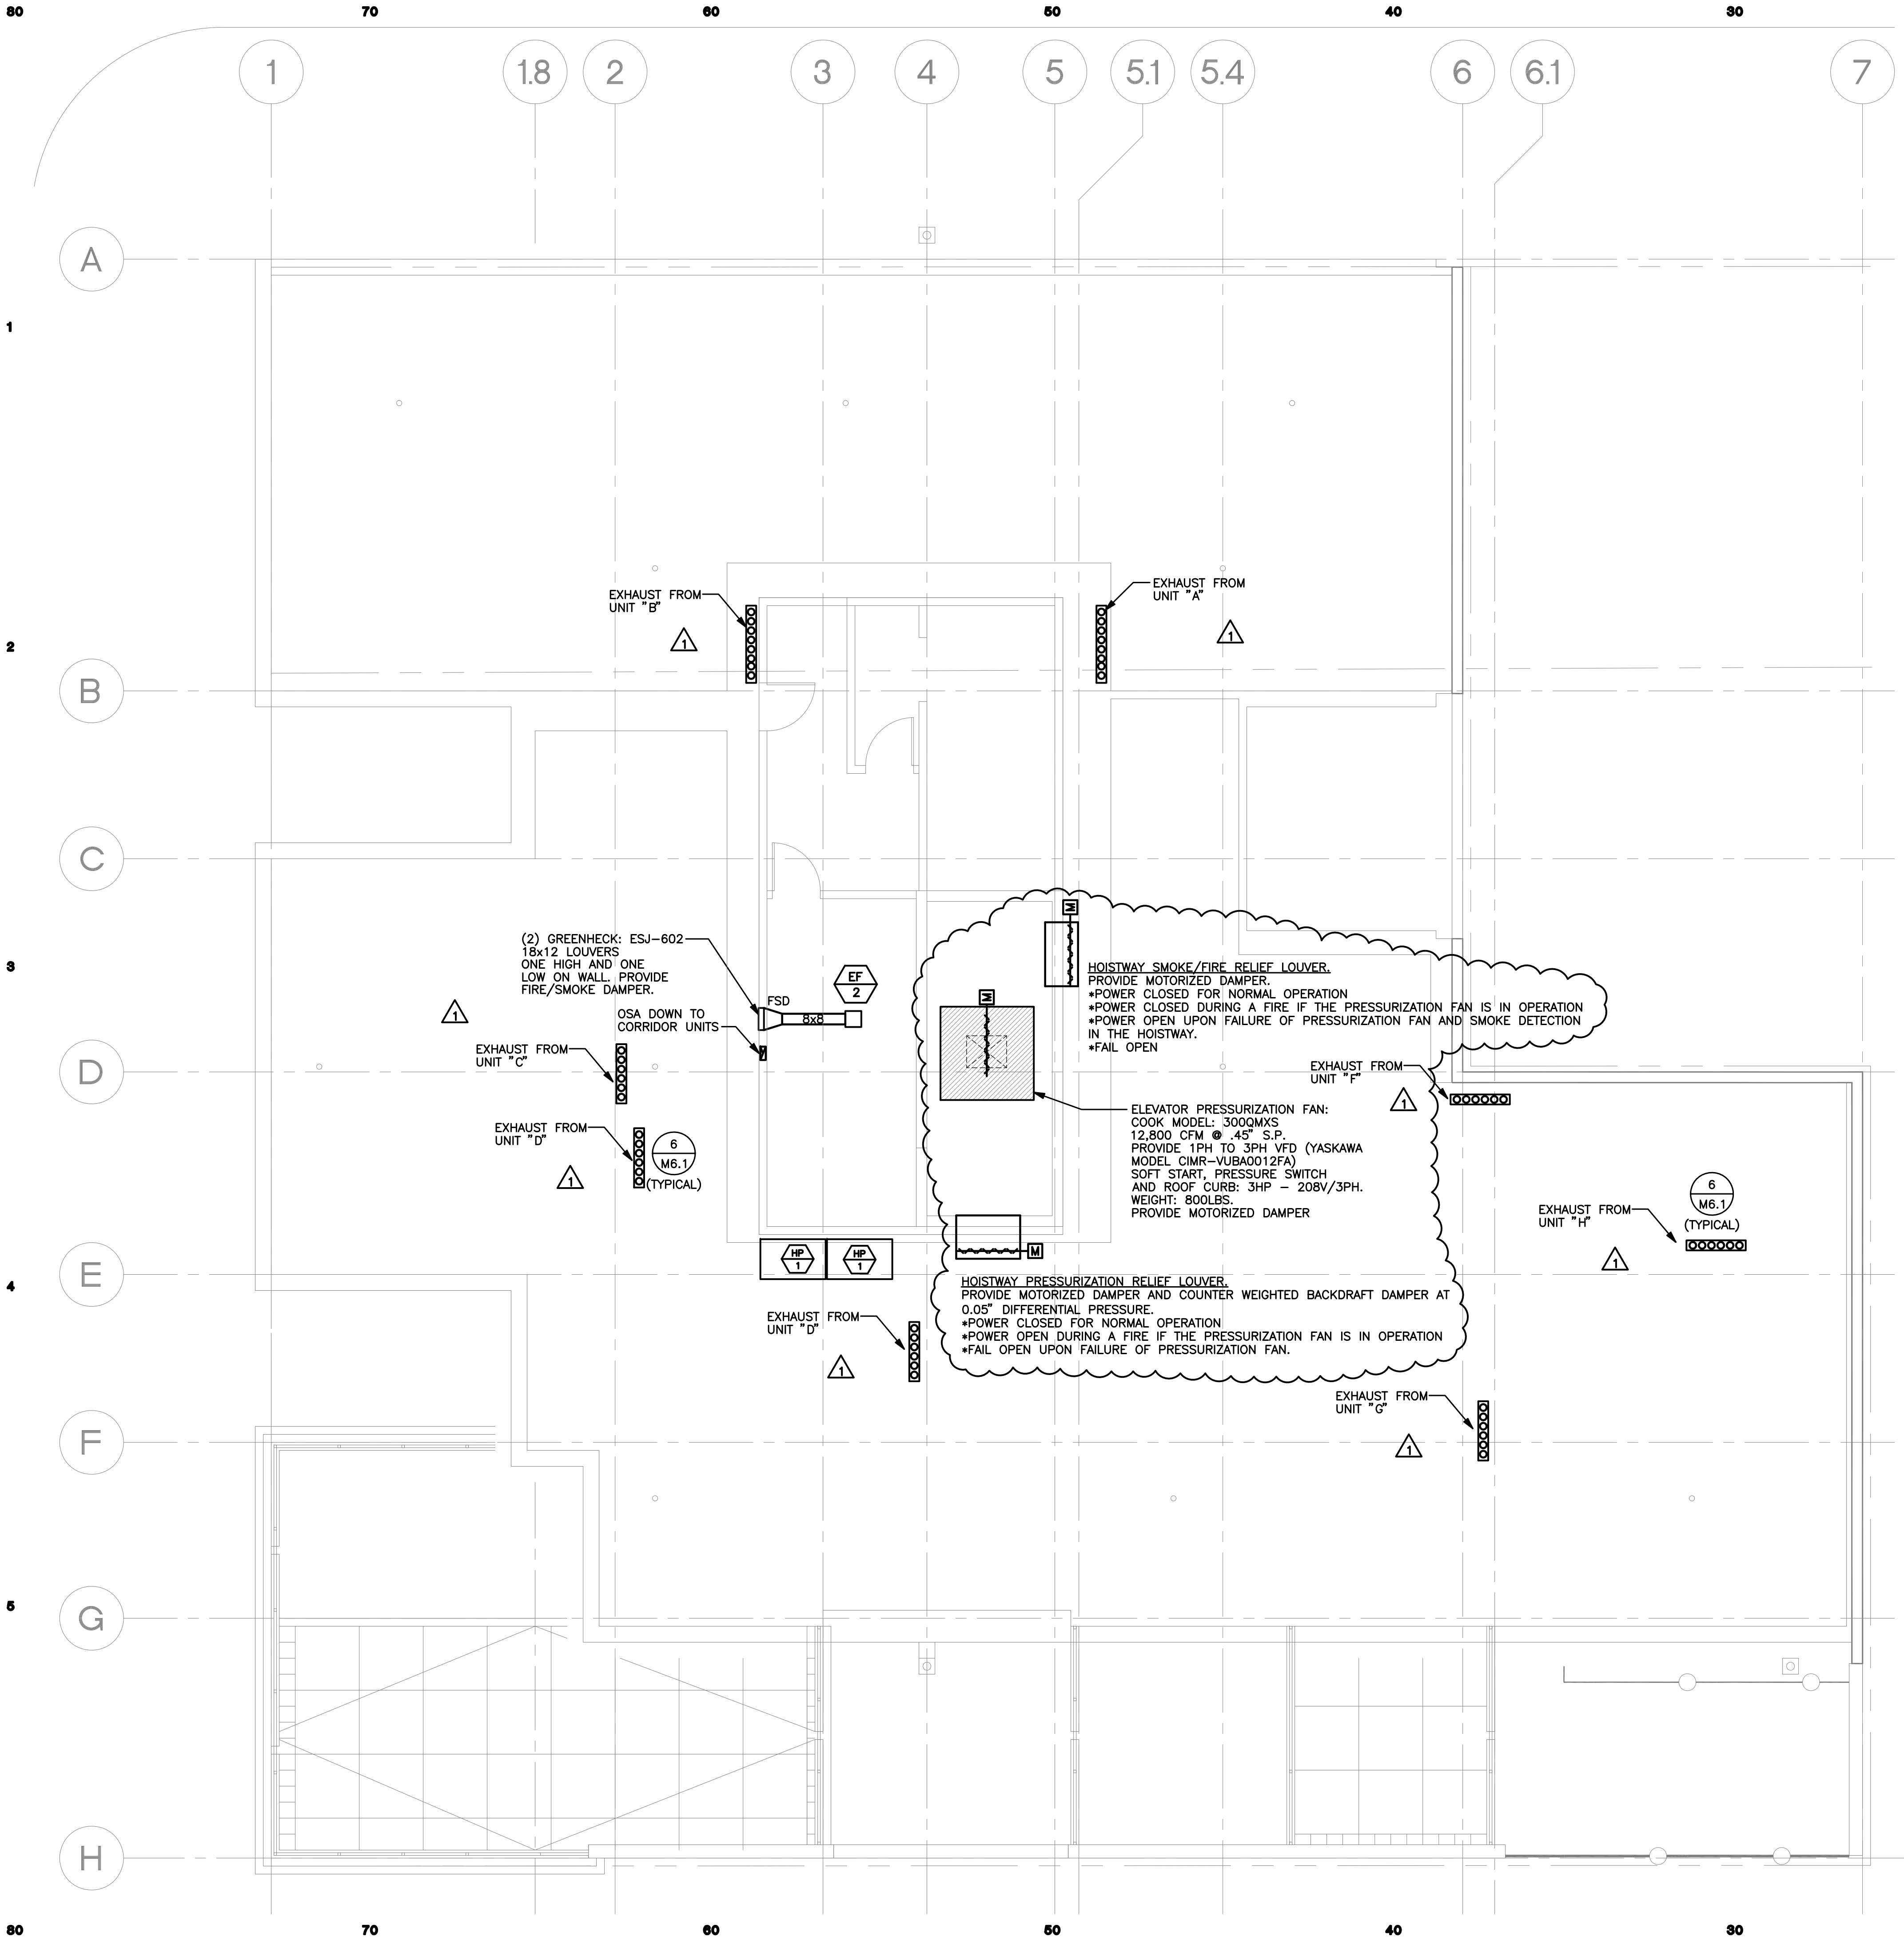 80 70 60 50 40 30
1 1.8 2 3 4 5 5.1 5.4 6 6.1 7
A
1
EXHAUST FROM
UNIT "B"
1
EXHAUST FROM
UNIT "A"
1
2
B
C
(2) GREENHECK: ESJ-602
18x12 LOUVERS
ONE HIGH AND ONE
LOW ON WALL. PROVIDE
FIRE/SMOKE DAMPER.
EF
2
FSD
8x8
OSA DOWN TO
CORRIDOR UNITS
1
M
M
HOISTWAY SMOKE/FIRE RELIEF LOUVER.
PROVIDE MOTORIZED DAMPER.
*POWER CLOSED FOR NORMAL OPERATION
*POWER CLOSED DURING A FIRE IF THE PRESSURIZATION FAN IS IN OPERATION
*POWER OPEN UPON FAILURE OF PRESSURIZATION FAN AND SMOKE DETECTION
IN THE HOISTWAY.
*FAIL OPEN
3
EXHAUST FROM
UNIT "C"
D
EXHAUST FROM
UNIT "F"
1
EXHAUST FROM
UNIT "D"
6
M6.1
(TYPICAL)
1
ELEVATOR PRESSURIZATION FAN:
COOK MODEL: 300QMXS
12,800 CFM @ .45" S.P.
PROVIDE 1PH TO 3PH VFD (YASKAWA
MODEL CIMR-VUBA0012FA)
SOFT START, PRESSURE SWITCH
AND ROOF CURB: 3HP - 208V/3PH.
WEIGHT: 800LBS.
PROVIDE MOTORIZED DAMPER
6
M6.1
(TYPICAL)
EXHAUST FROM
UNIT "H"
1
M
HP
1
HP
1
E
4
HOISTWAY PRESSURIZATION RELIEF LOUVER.
PROVIDE MOTORIZED DAMPER AND COUNTER WEIGHTED BACKDRAFT DAMPER AT
0.05" DIFFERENTIAL PRESSURE.
*POWER CLOSED FOR NORMAL OPERATION
*POWER OPEN DURING A FIRE IF THE PRESSURIZATION FAN IS IN OPERATION
*FAIL OPEN UPON FAILURE OF PRESSURIZATION FAN.
EXHAUST FROM
UNIT "D"
1
EXHAUST FROM
UNIT "G"
1
F
5
G
H
80 70 60 50 40 30